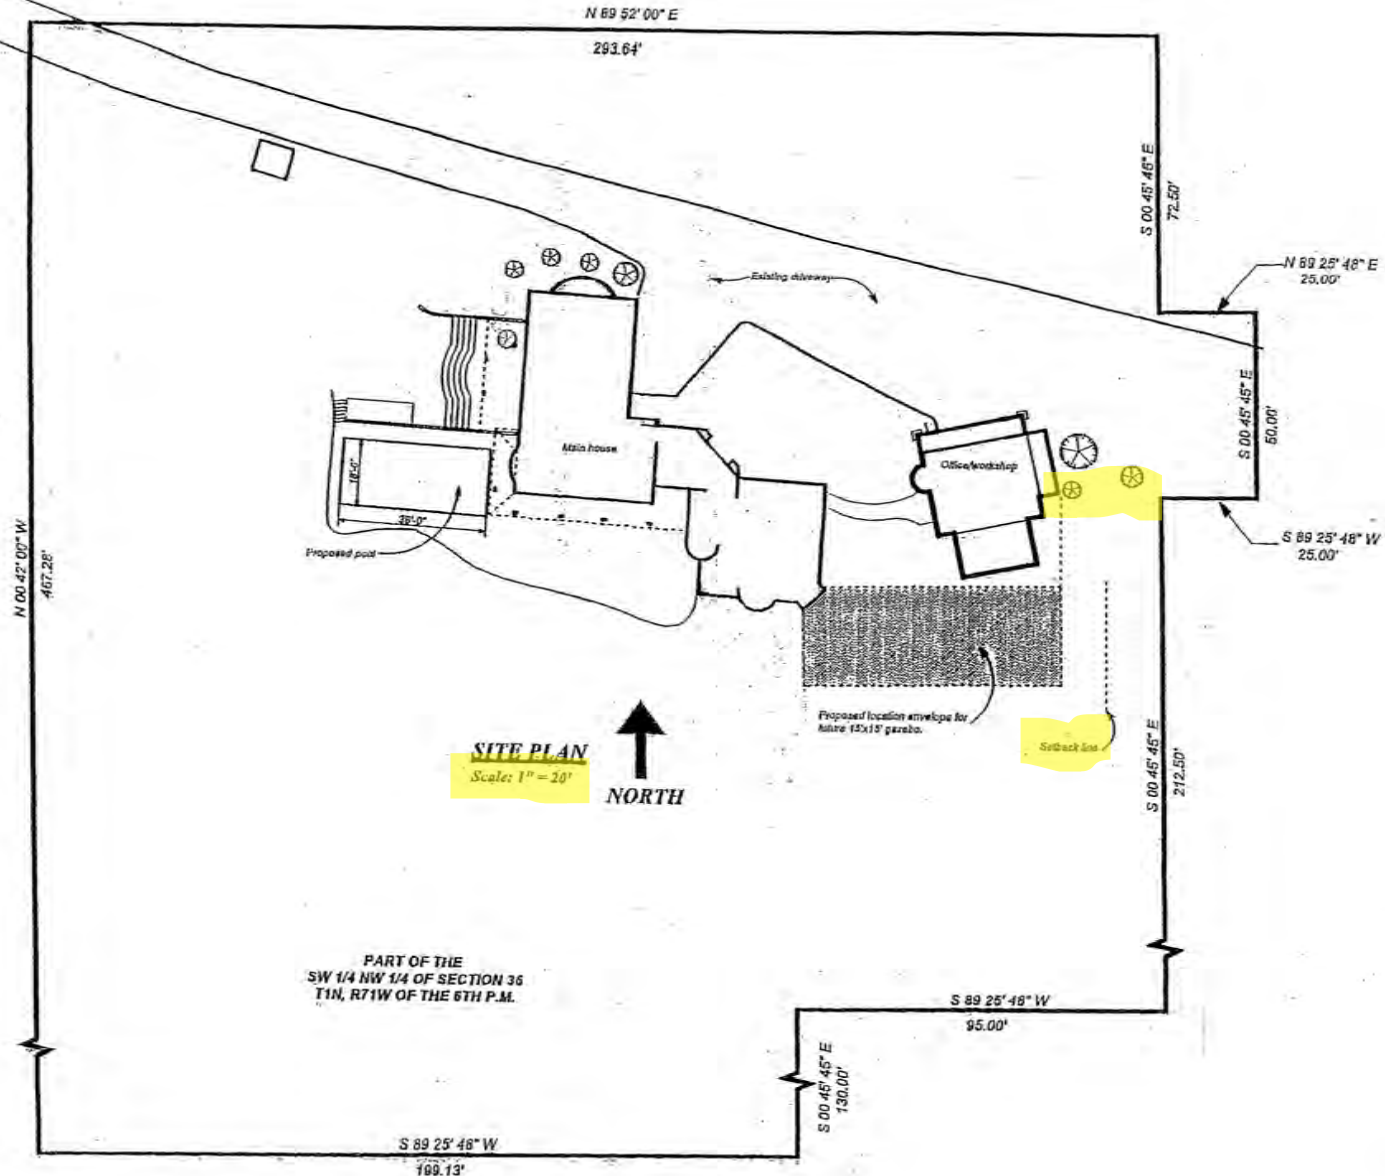 N 89 52' 00" E
293.64'
S 00 45' 46" E
72.50'
N 89 25' 48" E
25.00'
Existing driveway
S 00 45' 45" E
50.00'
Main house
Office/workshop
18'-0"
36'-0"
Proposed pool
S 89 25' 48" W
25.00'
N 00 42' 00" W
467.28'
Proposed location envelope for
future 15'x15' gazebo.
Setback line
SITE PLAN
Scale: 1" = 20'
NORTH
S 00 45' 45" E
212.50'
PART OF THE
SW 1/4 NW 1/4 OF SECTION 36
T1N, R71W OF THE 6TH P.M.
S 89 25' 48" W
95.00'
S 00 45' 45" E
130.00'
S 89 25' 48" W
199.13'